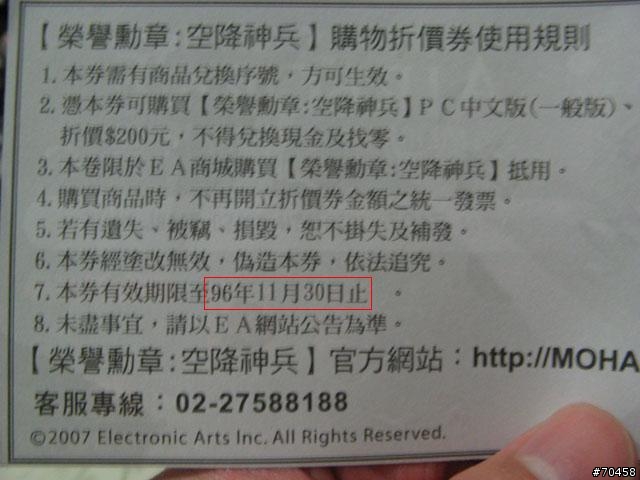 【榮譽勳章:空降神兵】購物折價券使用規則
1. 本券需有商品兌換序號，方可生效。
2. 憑本券可購買【榮譽勳章:空降神兵】PC中文版(一般版)、
折價$200元，不得兌換現金及找零。
3. 本卷限於EA商城購買【榮譽勳章:空降神兵】抵用。
4. 購買商品時，不再開立折價券金額之統一發票。
5. 若有遺失、被竊、損毀，恕不掛失及補發。
6. 本券經塗改無效，偽造本券，依法追究。
7. 本券有效期限至96年11月30日止 。
8. 未盡事宜，請以EA網站公告為準。
【榮譽勳章:空降神兵】官方網站：http://MOHA
客服專線：02-27588188
©2007 Electronic Arts Inc. All Rights Reserved.
#70458